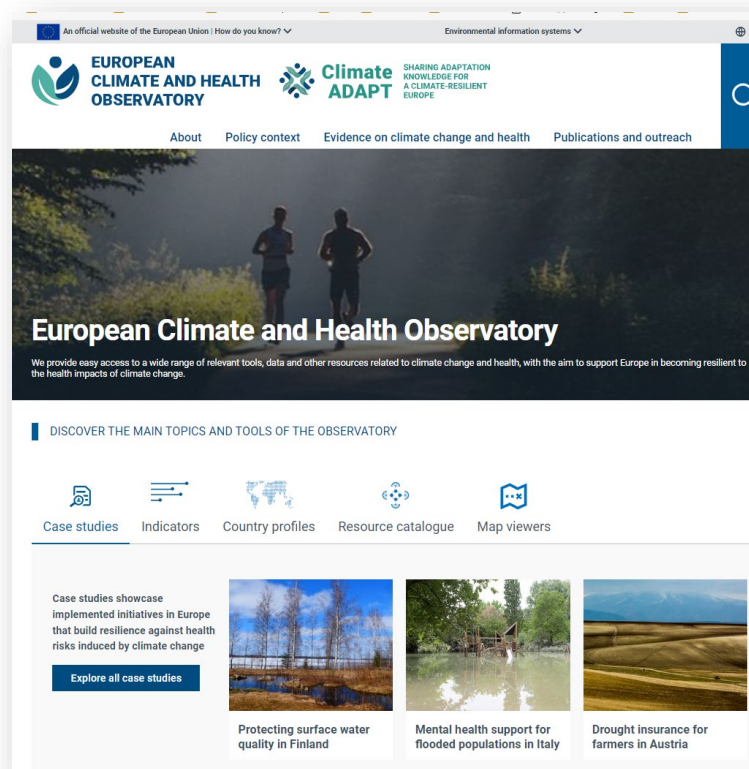 An official website of the European Union | How do you know?
Environmental information systems
EUROPEAN
CLIMATE AND HEALTH
OBSERVATORY
Climate
ADAPT
SHARING ADAPTATION
KNOWLEDGE FOR
A CLIMATE-RESILIENT
EUROPE
About Policy context Evidence on climate change and health Publications and outreach
European Climate and Health Observatory
We provide easy access to a wide range of relevant tools, data and other resources related to climate change and health, with the aim to support Europe in becoming resilient to
the health impacts of climate change.
DISCOVER THE MAIN TOPICS AND TOOLS OF THE OBSERVATORY
Case studies Indicators Country profiles Resource catalogue Map viewers
Case studies showcase
implemented initiatives in Europe
that build resilience against health
risks induced by climate change
Explore all case studies
Protecting surface water
quality in Finland
Mental health support for
flooded populations in Italy
Drought insurance for
farmers in Austria